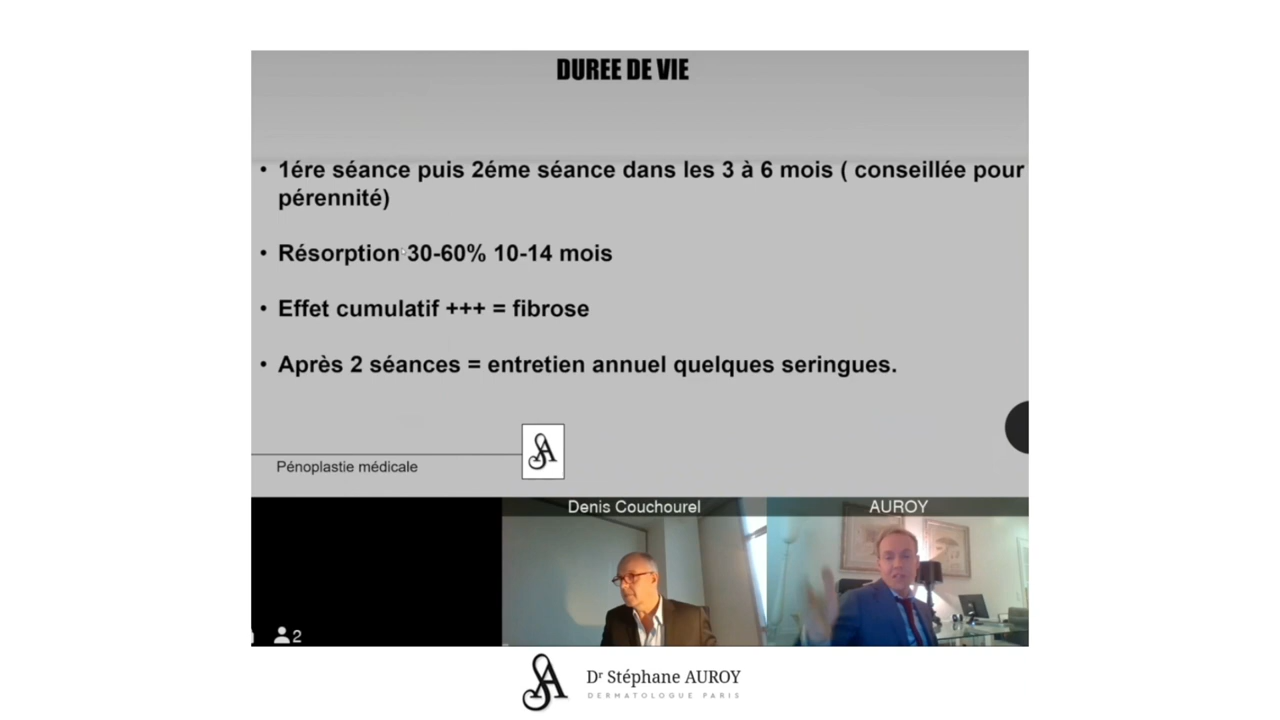 DUREE DE VIE
• 1ére séance puis 2éme séance dans les 3 à 6 mois ( conseillée pour
pérennité)
• Résorption 30-60% 10-14 mois
• Effet cumulatif +++ = fibrose
• Après 2 séances = entretien annuel quelques seringues.
SA
Pénoplastie médicale
Denis Couchourel
AUROY
2
SA
Dr Stéphane AUROY
DERMATOLOGUE PARIS